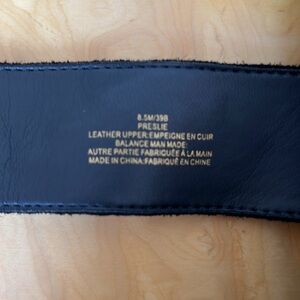 8.5M/39B
PRESLIE
LEATHER UPPER:EMPEIGNE EN CUIR
BALANCE MAN MADE:
AUTRE PARTIE FABRIQUÉE À LA MAIN
MADE IN CHINA:FABRIQUÉ EN CHINE